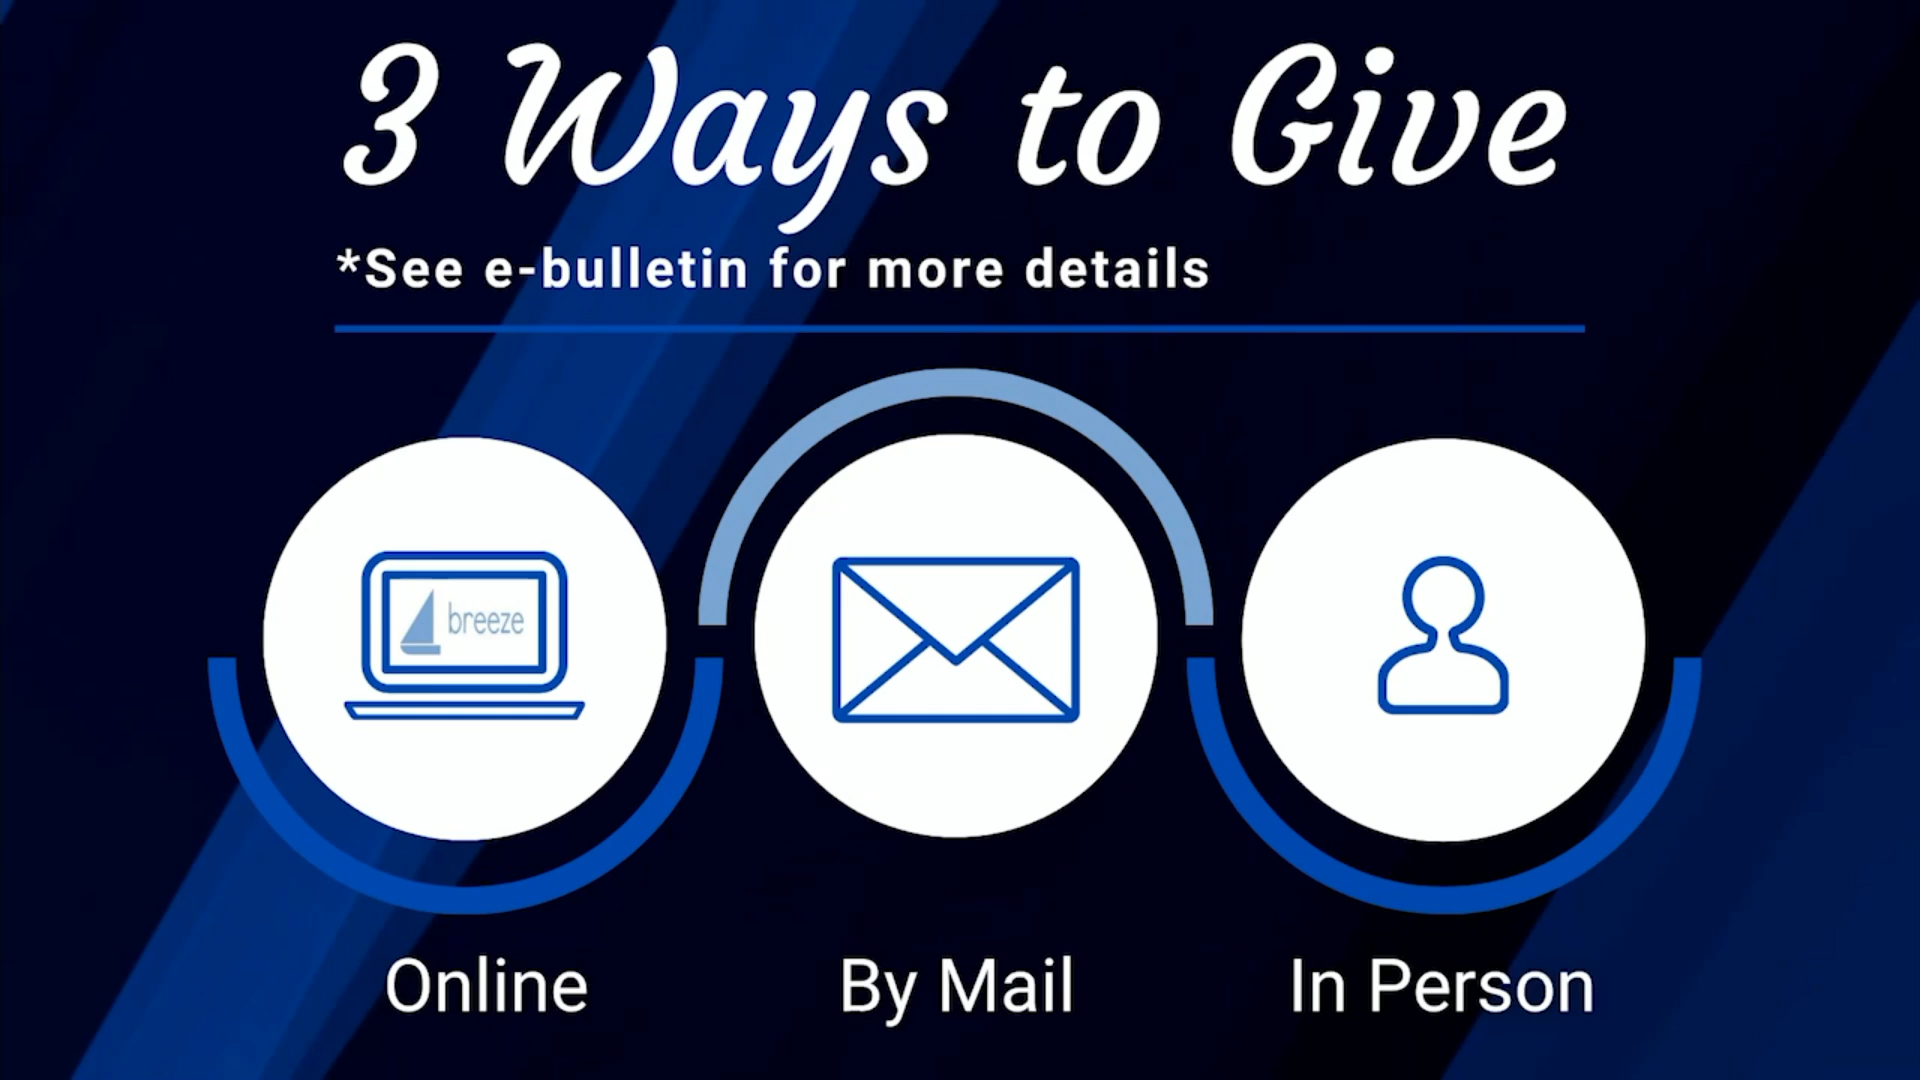 3 Ways to Give
*See e-bulletin for more details
breeze
Online
By Mail
In Person